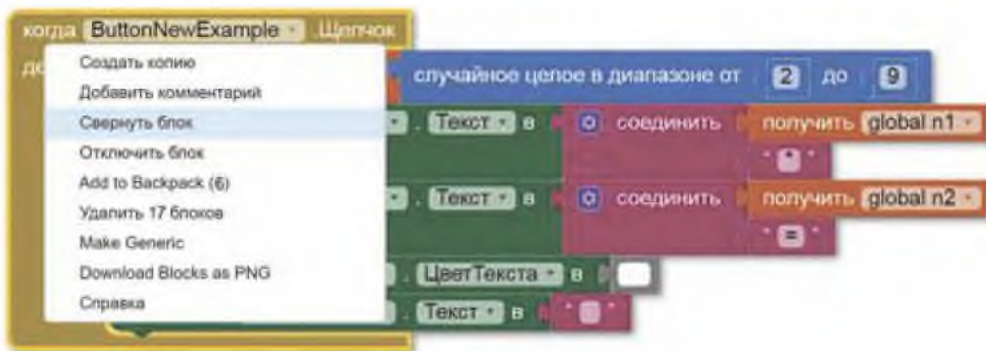 когда ButtonNewExample .Щелчок
Создать копию
Добавить комментарий
Свернуть блок
Отключить блок
Add to Backpack (6)
Удалить 17 блоков
Make Generic
Download Blocks as PNG
Справка
случайное целое в диапазоне от 2 до 9
. Текст в соединить получить global n1
" * "
. Текст в соединить получить global n2
" = "
. ЦветТекста в
. Текст в " "